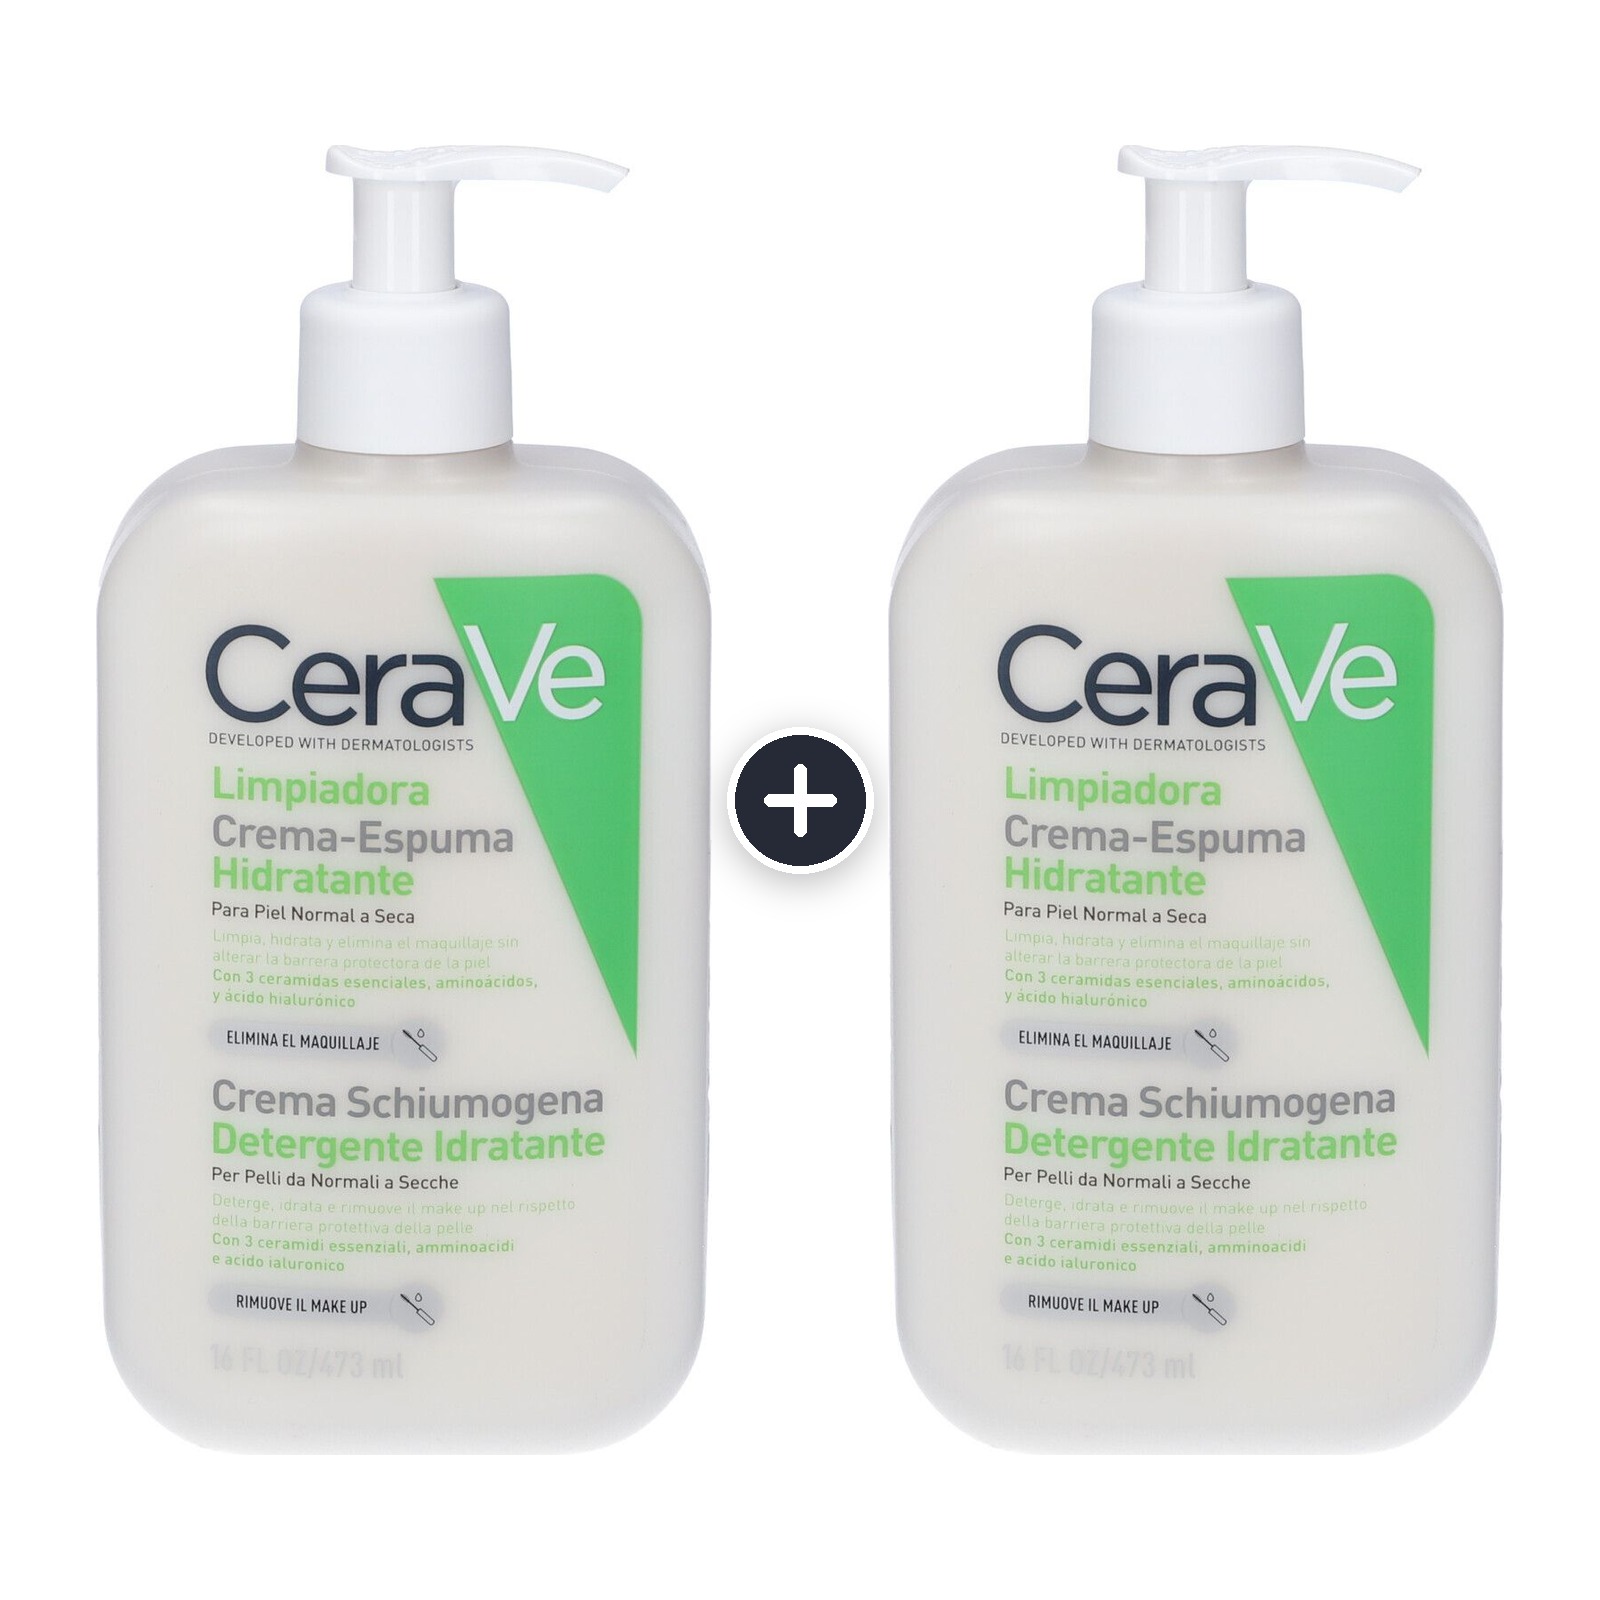 CeraVe
DEVELOPED WITH DERMATOLOGISTS
Limpiadora
Crema-Espuma
Hidratante
Para Piel Normal a Seca
Limpia, hidrata y elimina el maquillaje sin
alterar la barrera protectora de la piel
Con 3 ceramidas esenciales, aminoácidos,
y ácido hialurónico
ELIMINA EL MAQUILLAJE
Crema Schiumogena
Detergente Idratante
Per Pelli da Normali a Secche
Deterge, idrata e rimuove il make up nel rispetto
della barriera protettiva della pelle
Con 3 ceramidi essenziali, amminoacidi
e acido ialuronico
RIMUOVE IL MAKE UP
16 FL OZ/473 ml
CeraVe
DEVELOPED WITH DERMATOLOGISTS
Limpiadora
Crema-Espuma
Hidratante
Para Piel Normal a Seca
Limpia, hidrata y elimina el maquillaje sin
alterar la barrera protectora de la piel
Con 3 ceramidas esenciales, aminoácidos,
y ácido hialurónico
ELIMINA EL MAQUILLAJE
Crema Schiumogena
Detergente Idratante
Per Pelli da Normali a Secche
Deterge, idrata e rimuove il make up nel rispetto
della barriera protettiva della pelle
Con 3 ceramidi essenziali, amminoacidi
e acido ialuronico
RIMUOVE IL MAKE UP
16 FL OZ/473 ml